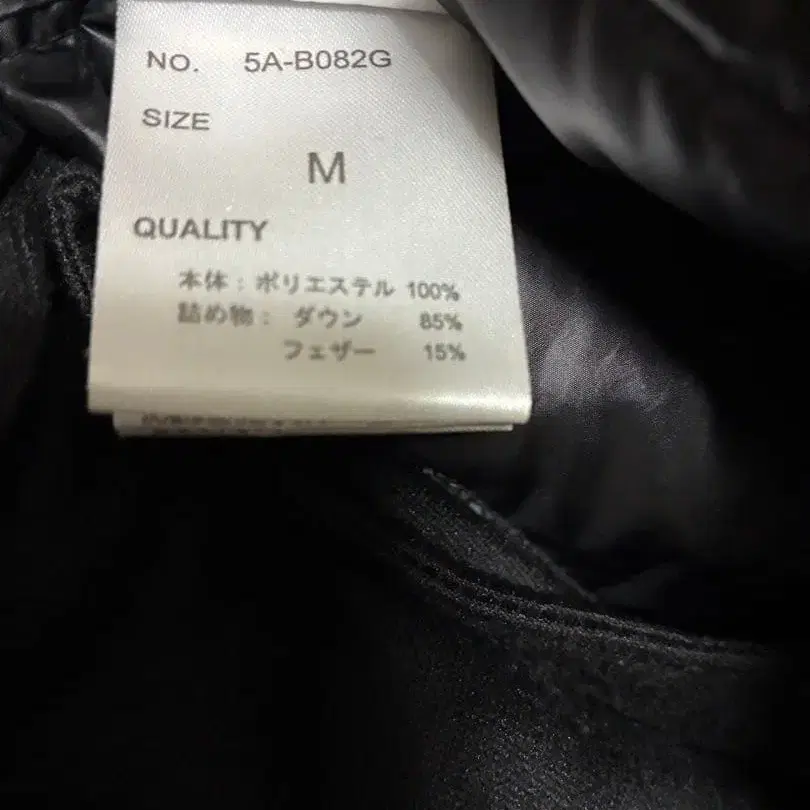 NO. 5A-B082G
SIZE
M
QUALITY
本体：ポリエステル 100%
詰め物：ダウン 85%
フェザー 15%